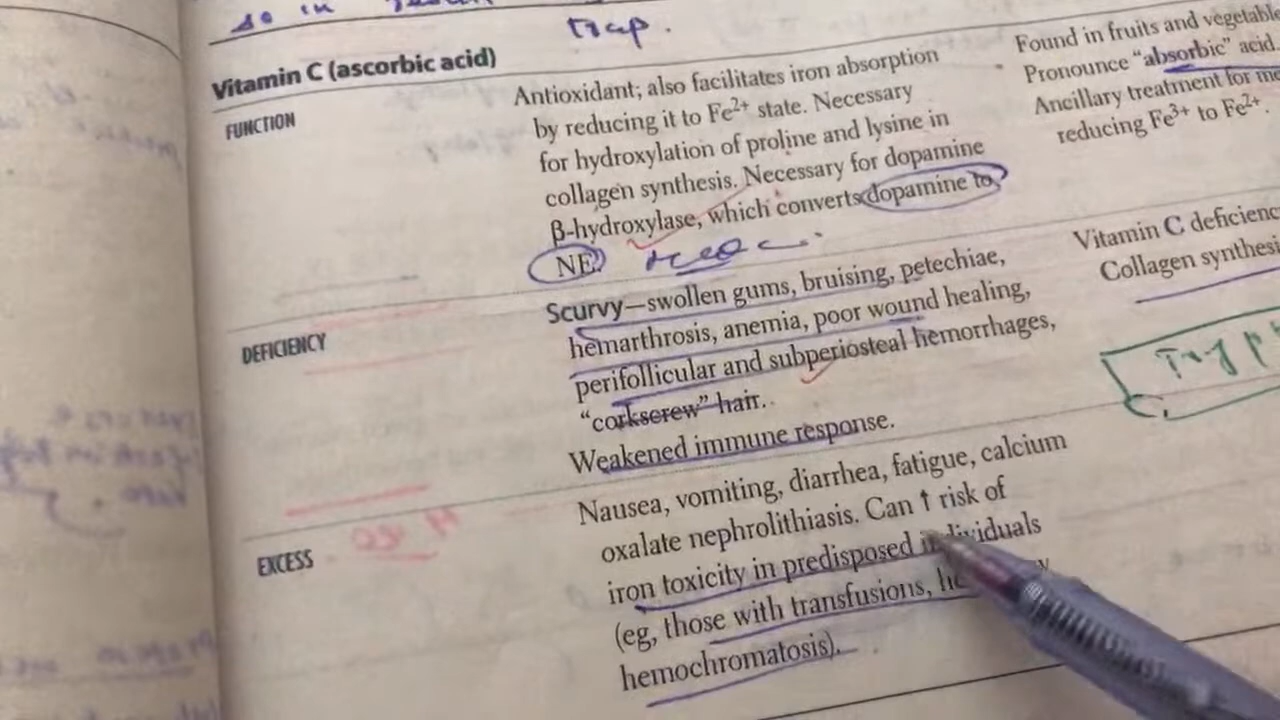 so in
trap.
Vitamin C (ascorbic acid)
FUNCTION
Antioxidant; also facilitates iron absorption
by reducing it to Fe2+ state. Necessary
for hydroxylation of proline and lysine in
collagen synthesis. Necessary for dopamine
β-hydroxylase, which converts dopamine to
NE.
Found in fruits and vegetable
Pronounce "absorbic" acid.
Ancillary treatment for me
reducing Fe3+ to Fe2+.
DEFICIENCY
Scurvy—swollen gums, bruising, petechiae,
hemarthrosis, anemia, poor wound healing,
perifollicular and subperiosteal hemorrhages,
"corkscrew" hair.
Weakened immune response.
Vitamin C deficienc
Collagen synthesi
EXCESS
Nausea, vomiting, diarrhea, fatigue, calcium
oxalate nephrolithiasis. Can ↑ risk of
iron toxicity in predisposed individuals
(eg, those with transfusions,
hemochromatosis).